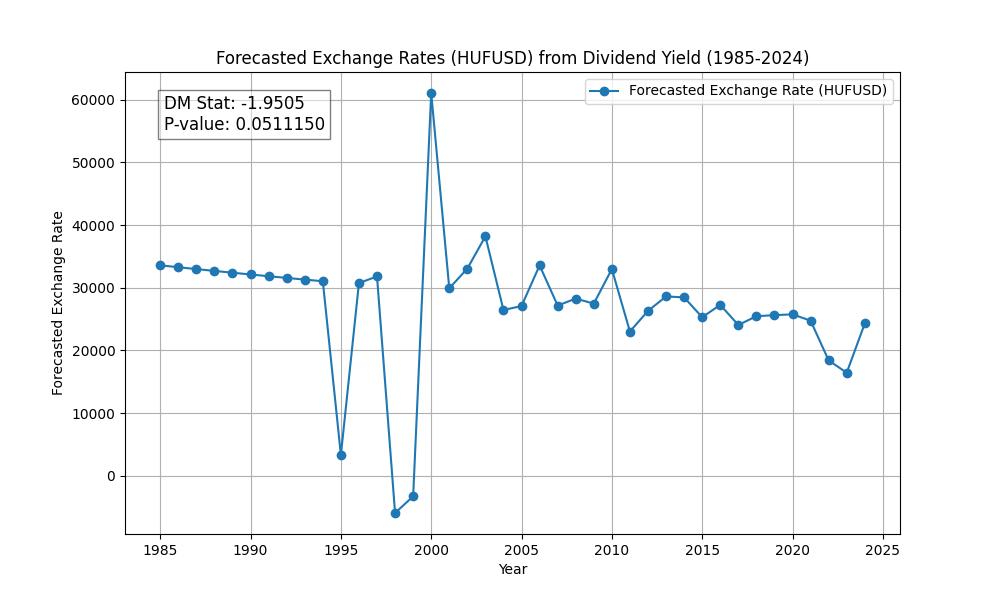 Forecasted Exchange Rates (HUFUSD) from Dividend Yield (1985-2024)
DM Stat: -1.9505
P-value: 0.0511150
Forecasted Exchange Rate (HUFUSD)
Forecasted Exchange Rate
60000
50000
40000
30000
20000
10000
0
1985 1990 1995 2000 2005 2010 2015 2020 2025
Year